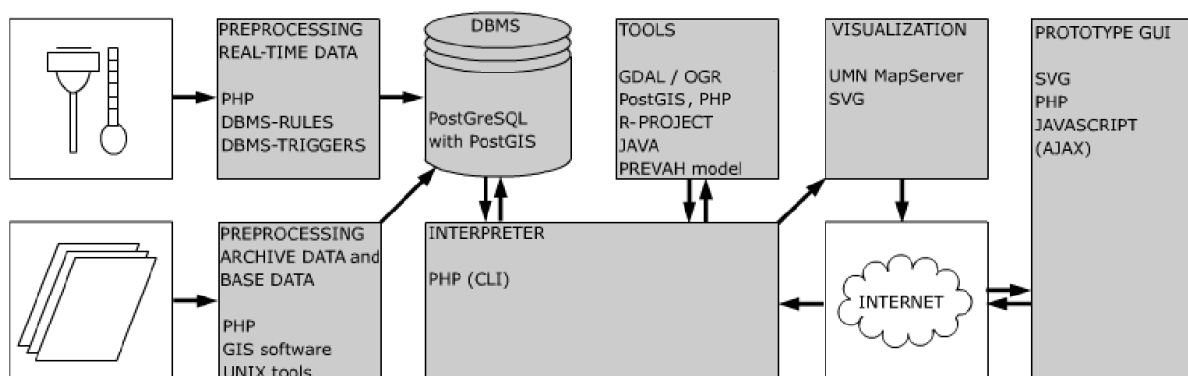 PREPROCESSING
REAL-TIME DATA
PHP
DBMS-RULES
DBMS-TRIGGERS
DBMS
PostGreSQL
with PostGIS
TOOLS
GDAL / OGR
PostGIS, PHP
R-PROJECT
JAVA
PREVAH model
VISUALIZATION
UMN MapServer
SVG
PROTOTYPE GUI
SVG
PHP
JAVASCRIPT
(AJAX)
PREPROCESSING
ARCHIVE DATA and
BASE DATA
PHP
GIS software
UNIX tools
INTERPRETER
PHP (CLI)
INTERNET